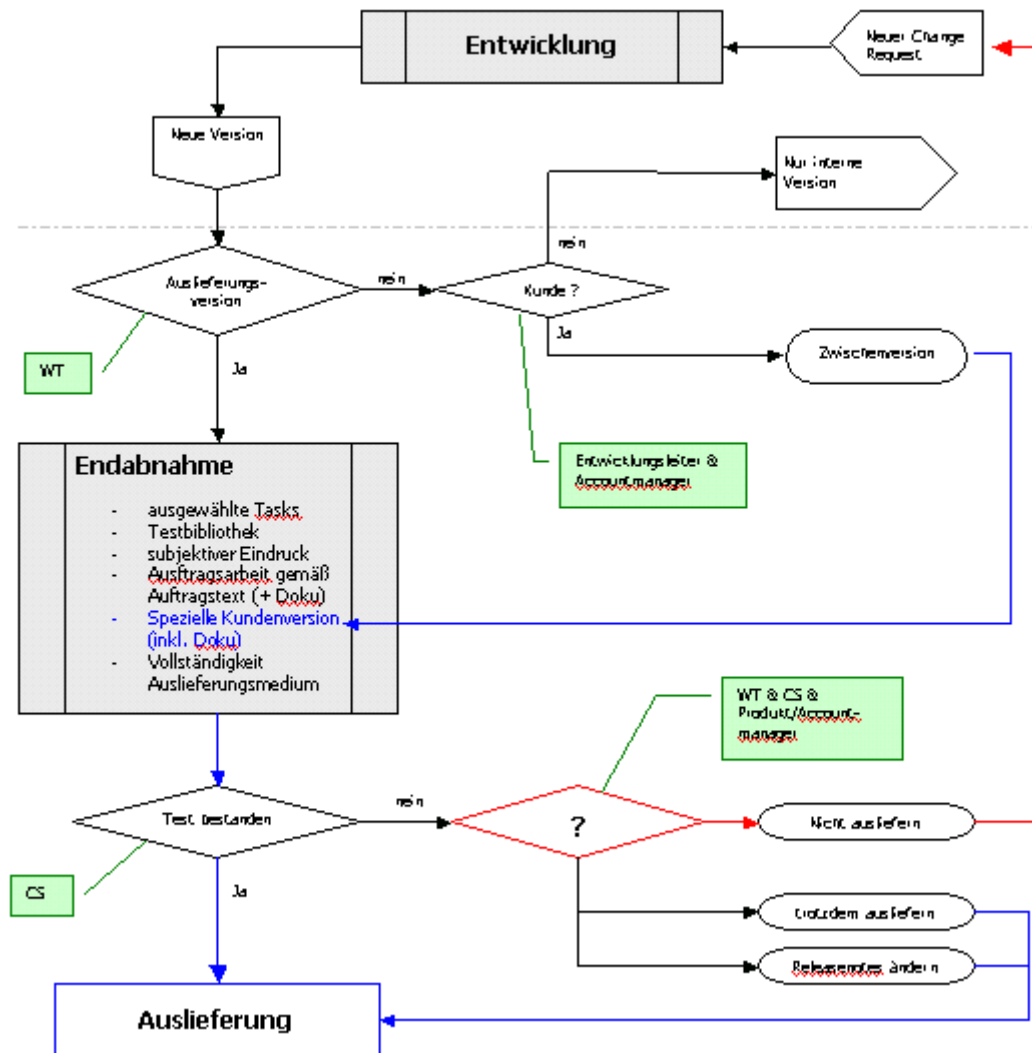 Entwicklung
Neuer Change
Request
Neue Version
Nur interne
Version
nein
Auslieferungs-
version
nein
Kunde ?
Ja
Zwischenversion
WT
Ja
Entwicklungsleiter &
Accountmanager
Endabnahme
- ausgewählte Tasks
- Testbibliothek
- subjektiver Eindruck
- Ausftragsarbeit gemäß
Auftragstext (+ Doku)
- Spezielle Kundenversion
(inkl. Doku)
- Vollständigkeit
Auslieferungsmedium
WT & CS &
Produkt/Account-
manager
nein
Test bestanden
?
Nicht ausliefern
CS
Ja
trotzdem ausliefern
Releasenotes ändern
Auslieferung